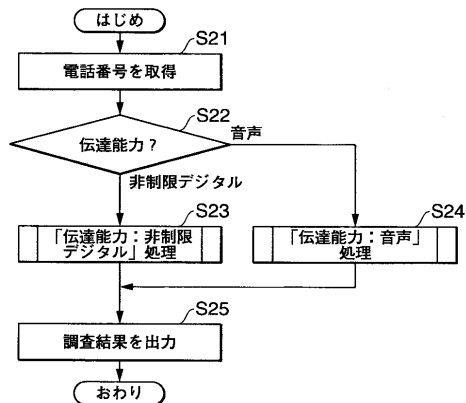 はじめ
S21
電話番号を取得
S22
伝達能力?
音声
非制限デジタル
S23
「伝達能力:非制限
デジタル」処理
S24
「伝達能力:音声」
処理
S25
調査結果を出力
おわり